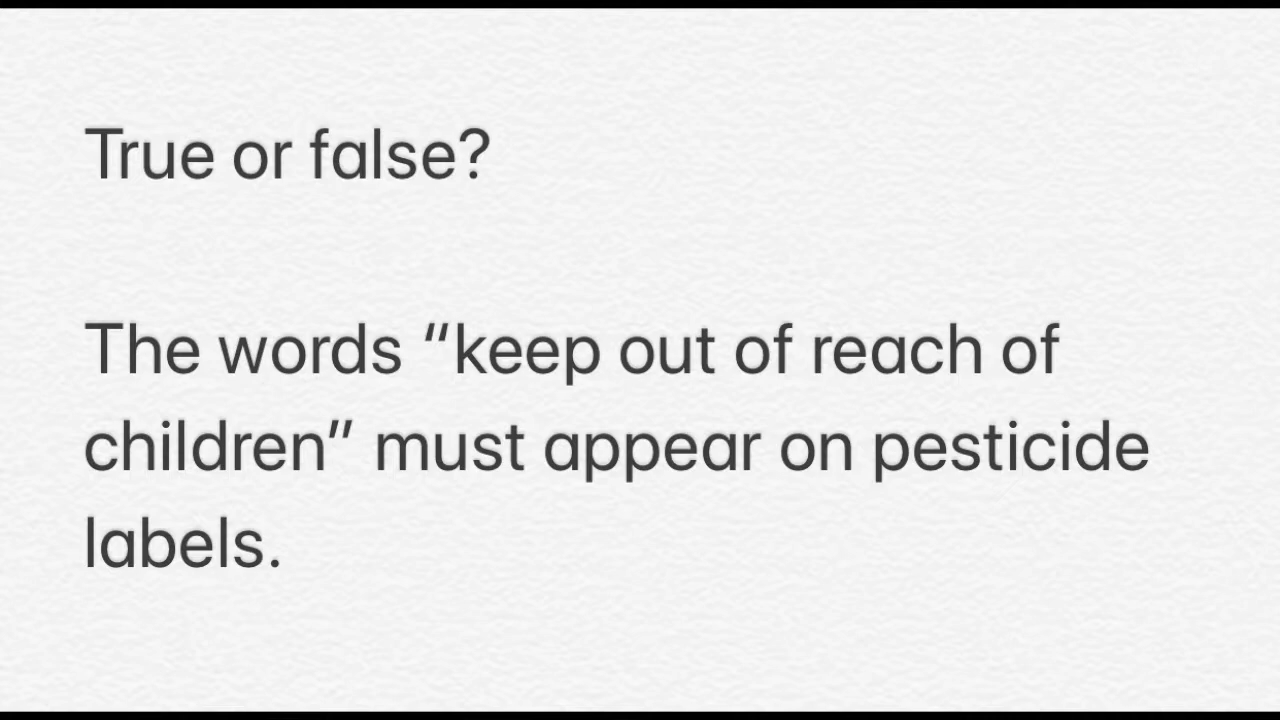 True or false?
The words “keep out of reach of
children” must appear on pesticide
labels.